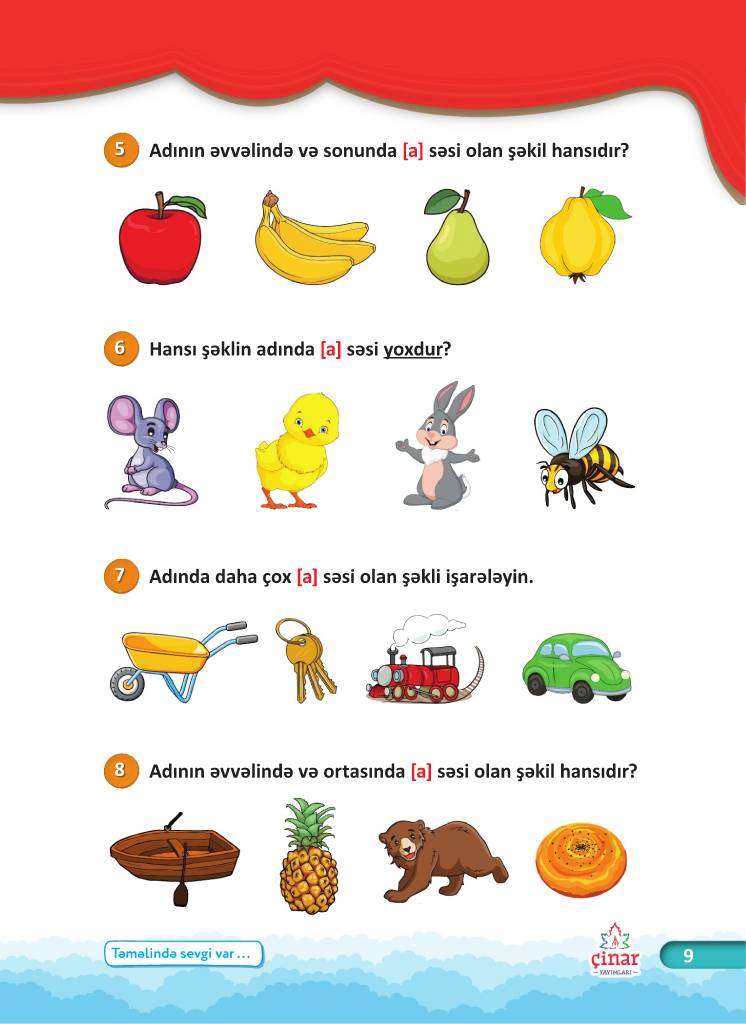 5 Adının əvvəlində və sonunda [a] səsi olan şəkil hansıdır?
6 Hansı şəklin adında [a] səsi yoxdur?
7 Adında daha çox [a] səsi olan şəkli işarələyin.
8 Adının əvvəlində və ortasında [a] səsi olan şəkil hansıdır?
Təməlində sevgi var...
çinar
YAYIMLARI
9